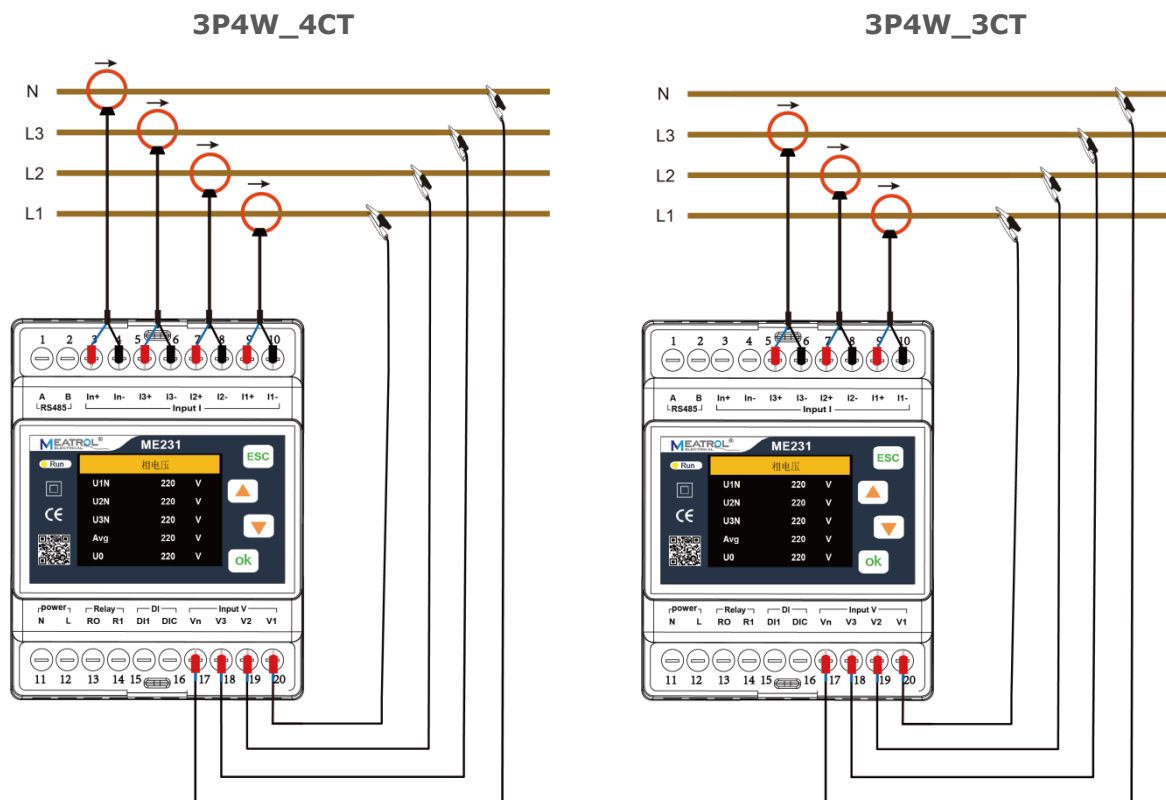 3P4W_4CT
N
L3
L2
L1
1 2 3 4 5 6 7 8 9 10
A B In+ In- I3+ I3- I2+ I2- I1+ I1-
RS485 Input I
MEATROL®
ELECTRICAL
ME231
Run
相电压
ESC
U1N 220 V
U2N 220 V
U3N 220 V
Avg 220 V
U0 220 V
CE
ok
power Relay DI Input V
N L RO R1 DI1 DIC Vn V3 V2 V1
11 12 13 14 15 16 17 18 19 20
3P4W_3CT
N
L3
L2
L1
1 2 3 4 5 6 7 8 9 10
A B In+ In- I3+ I3- I2+ I2- I1+ I1-
RS485 Input I
MEATROL®
ELECTRICAL
ME231
Run
相电压
ESC
U1N 220 V
U2N 220 V
U3N 220 V
Avg 220 V
U0 220 V
CE
ok
power Relay DI Input V
N L RO R1 DI1 DIC Vn V3 V2 V1
11 12 13 14 15 16 17 18 19 20